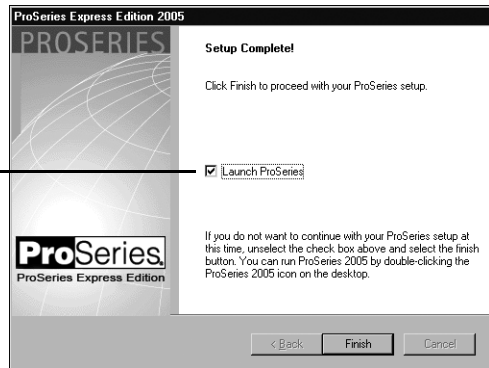 ProSeries Express Edition 2005
PROSERIES
Setup Complete!
Click Finish to proceed with your ProSeries setup.
Launch ProSeries
If you do not want to continue with your ProSeries setup at
this time, unselect the check box above and select the finish
button. You can run ProSeries 2005 by double-clicking the
ProSeries 2005 icon on the desktop.
ProSeries.
ProSeries Express Edition
< Back
Finish
Cancel